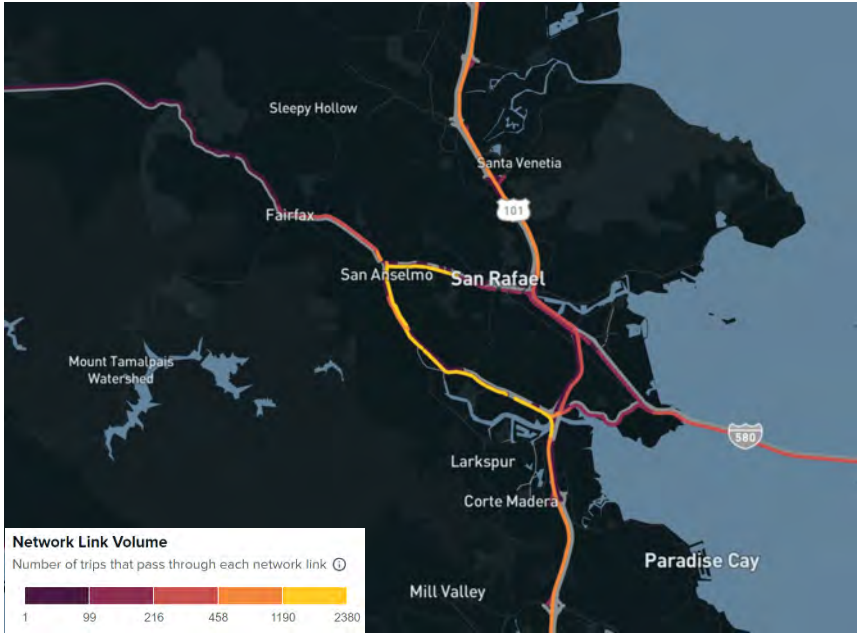 Sleepy Hollow
Santa Venetia
101
Fairfax
San Anselmo
San Rafael
Mount Tamalpais
Watershed
580
Larkspur
Corte Madera
Paradise Cay
Mill Valley
Network Link Volume
Number of trips that pass through each network link
1 99 216 458 1190 2380